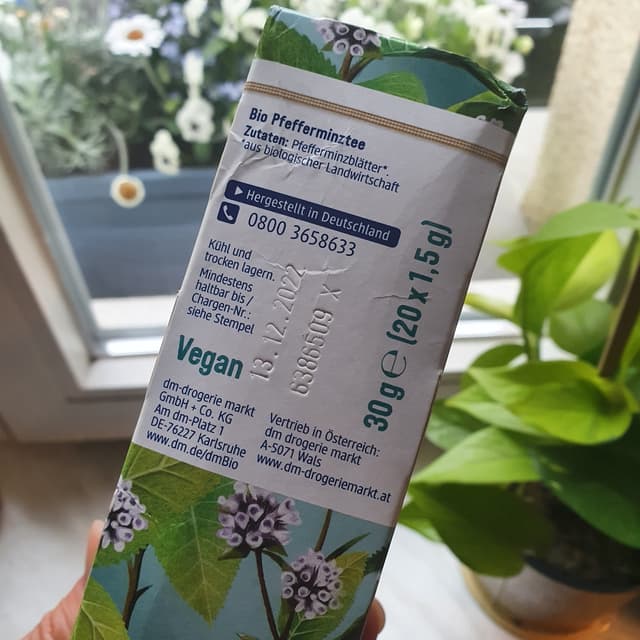 Bio Pfefferminztee
Zutaten: Pfefferminzblätter*.
*aus biologischer Landwirtschaft
Hergestellt in Deutschland
0800 3658633
Kühl und
trocken lagern.
Mindestens
haltbar bis /
Chargen-Nr.:
siehe Stempel
13.12.2022
6386509 X
30 g ℮ (20 x 1,5 g)
Vegan
dm-drogerie markt
GmbH + Co. KG
Am dm-Platz 1
DE-76227 Karlsruhe
www.dm.de/dmBio
Vertrieb in Österreich:
dm drogerie markt
A-5071 Wals
www.dm-drogeriemarkt.at